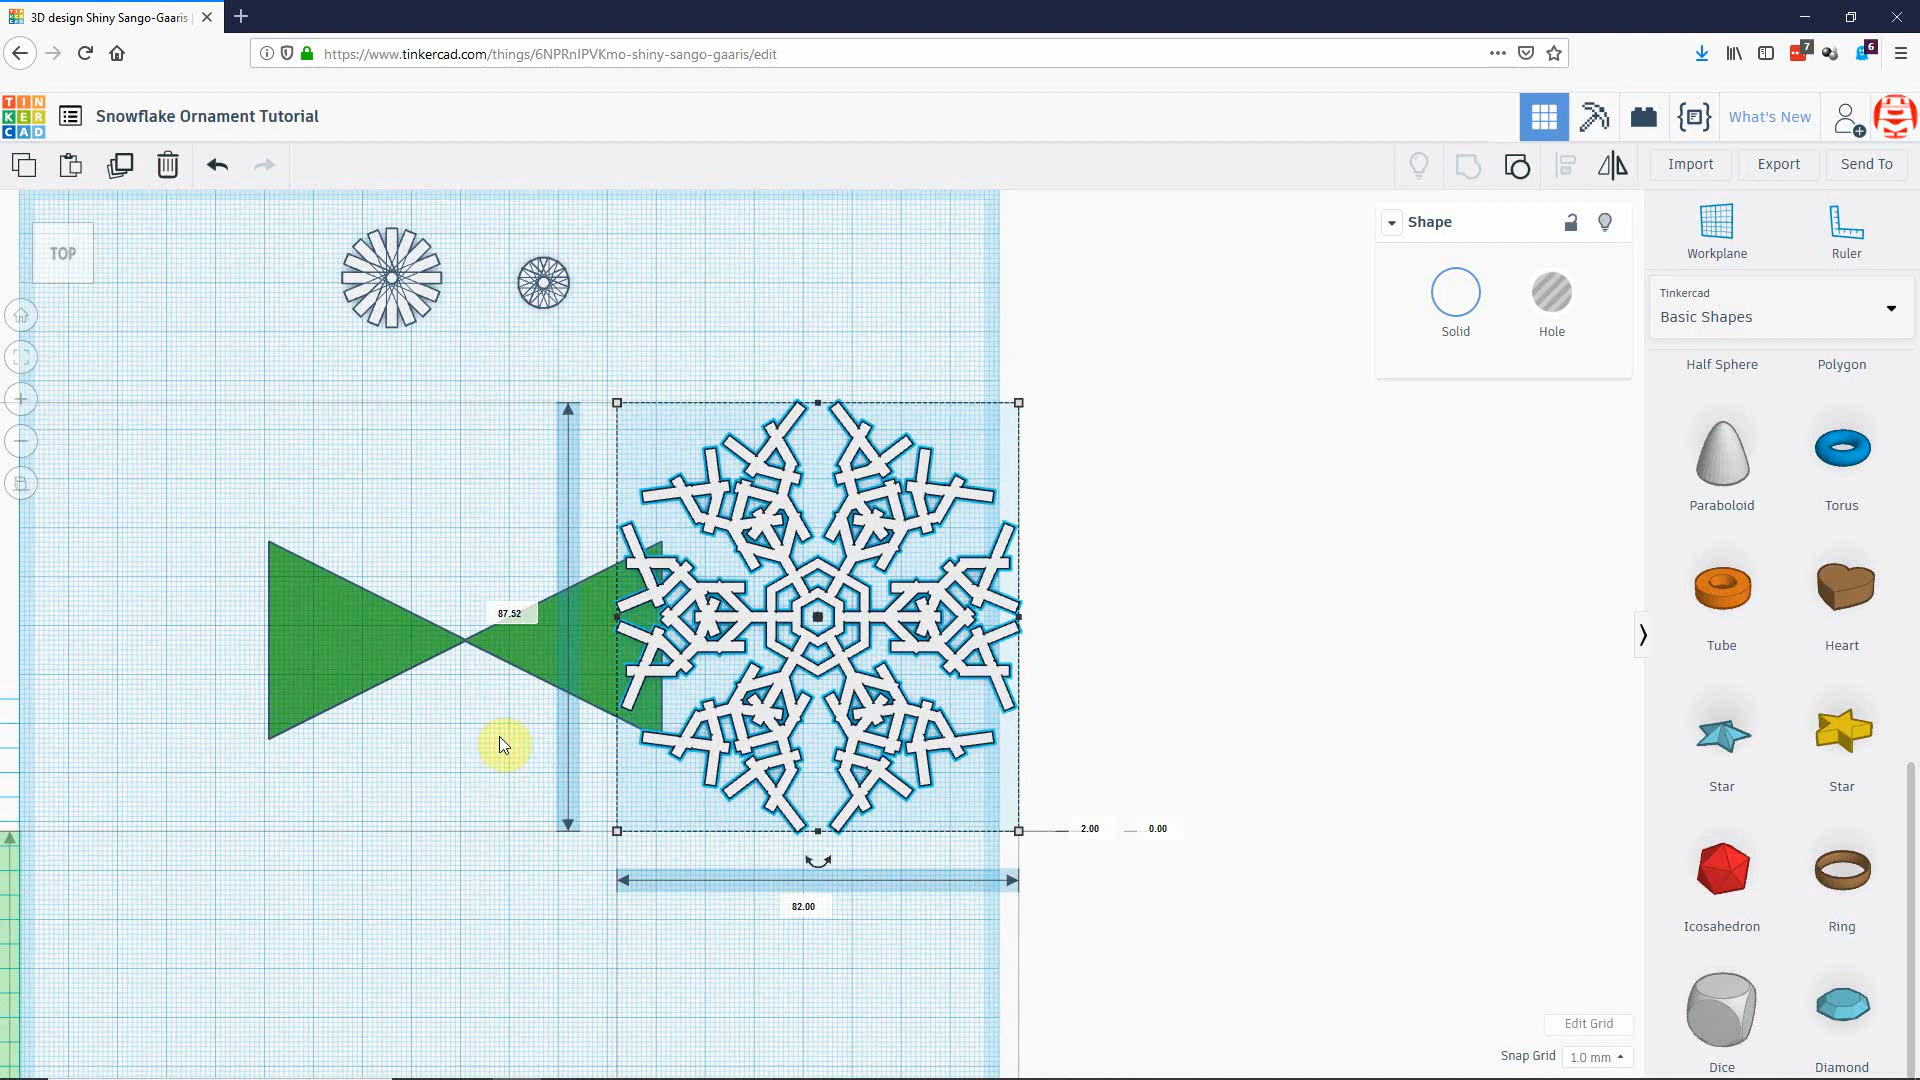 3D design Shiny Sango-Gaaris
https://www.tinkercad.com/things/6NPRnIPVKmo-shiny-sango-gaaris/edit
7
6
TIN
KER
CAD
Snowflake Ornament Tutorial
What's New
Import
Export
Send To
TOP
Shape
Solid
Hole
Workplane
Ruler
Tinkercad
Basic Shapes
Half Sphere
Polygon
Paraboloid
Torus
Tube
Heart
Star
Star
Icosahedron
Ring
Dice
Diamond
87.52
2.00
0.00
82.00
Edit Grid
Snap Grid
1.0 mm